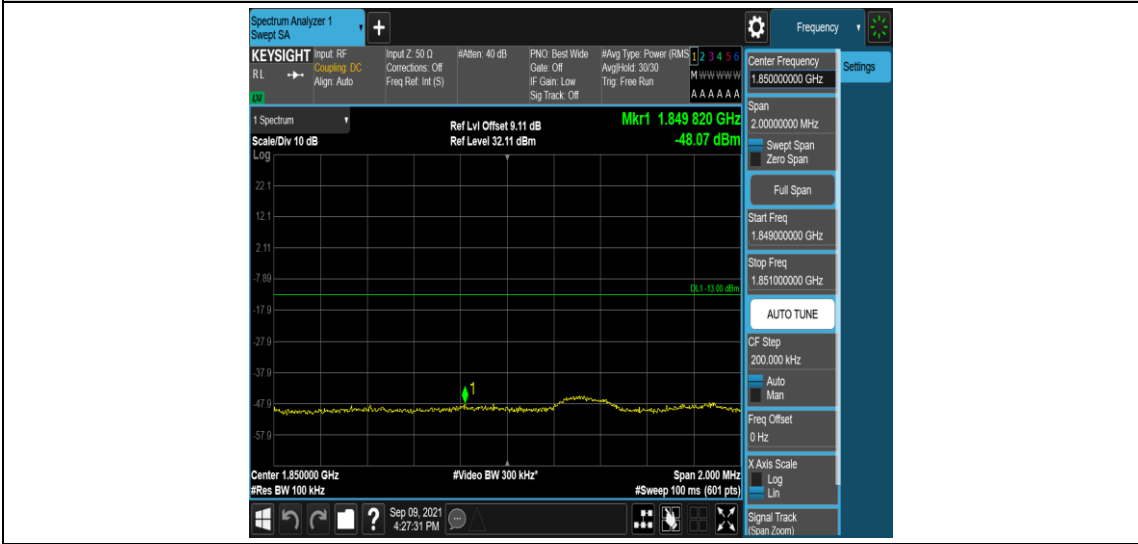 Spectrum Analyzer 1
Swept SA
+
Frequency
KEYSIGHT
RL
LM
Input: RF
Coupling: DC
Align: Auto
Input Z: 50 Ω
Corrections: Off
Freq Ref: Int (S)
#Atten: 40 dB
PNO: Best Wide
Gate: Off
IF Gain: Low
Sig Track: Off
#Avg Type: Power (RMS
Avg|Hold: 30/30
Trig: Free Run
1 2 3 4 5 6
M W W W W W
A A A A A A
1 Spectrum
Scale/Div 10 dB
Log
Ref Lvl Offset 9.11 dB
Ref Level 32.11 dBm
Mkr1 1.849 820 GHz
-48.07 dBm
22.1
12.1
2.11
-7.89
DL1 -13.00 dBm
-17.9
-27.9
-37.9
1
-47.9
-57.9
Center 1.850000 GHz
#Res BW 100 kHz
#Video BW 300 kHz*
Span 2.000 MHz
#Sweep 100 ms (601 pts)
Center Frequency
1.850000000 GHz
Settings
Span
2.00000000 MHz
Swept Span
Zero Span
Full Span
Start Freq
1.849000000 GHz
Stop Freq
1.851000000 GHz
AUTO TUNE
CF Step
200.000 kHz
Auto
Man
Freq Offset
0 Hz
X Axis Scale
Log
Lin
Signal Track
(Span Zoom)
?
Sep 09, 2021
4:27:31 PM